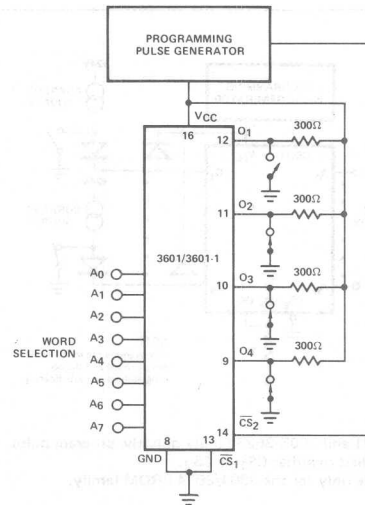 PROGRAMMING
PULSE GENERATOR
VCC
16
12 O1 300Ω
11 O2 300Ω
3601/3601-1
10 O3 300Ω
9 O4 300Ω
A0
A1
A2
A3
A4
A5
A6
A7
WORD
SELECTION
14 CS2
8 13
GND CS1